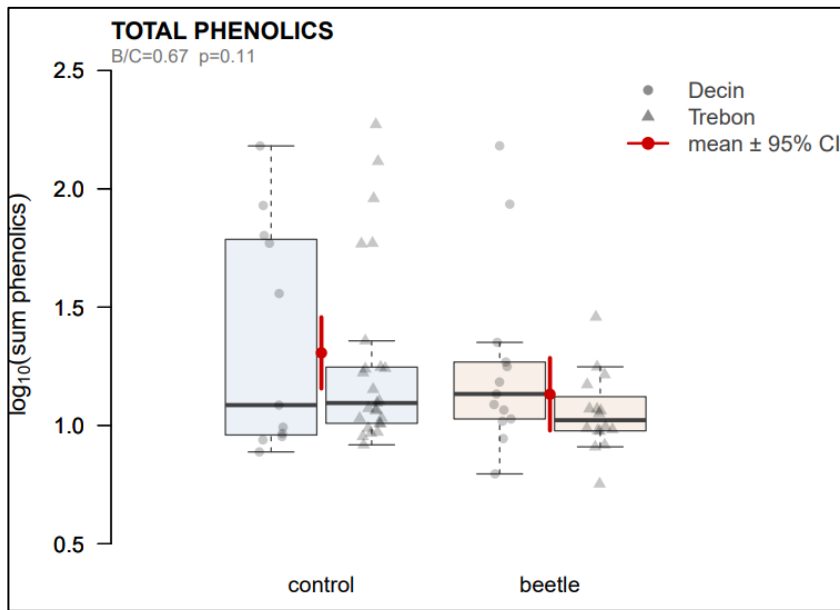 TOTAL PHENOLICS
B/C=0.67 p=0.11
2.5
2.0
1.5
1.0
0.5
log₁₀(sum phenolics)
Decin
Trebon
mean ± 95% CI
control
beetle